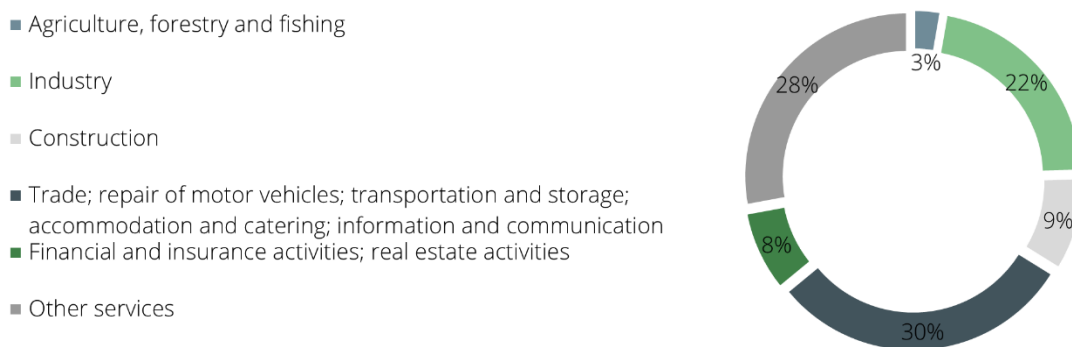 Agriculture, forestry and fishing
Industry
Construction
Trade; repair of motor vehicles; transportation and storage;
accommodation and catering; information and communication
Financial and insurance activities; real estate activities
Other services
3%
22%
9%
30%
8%
28%